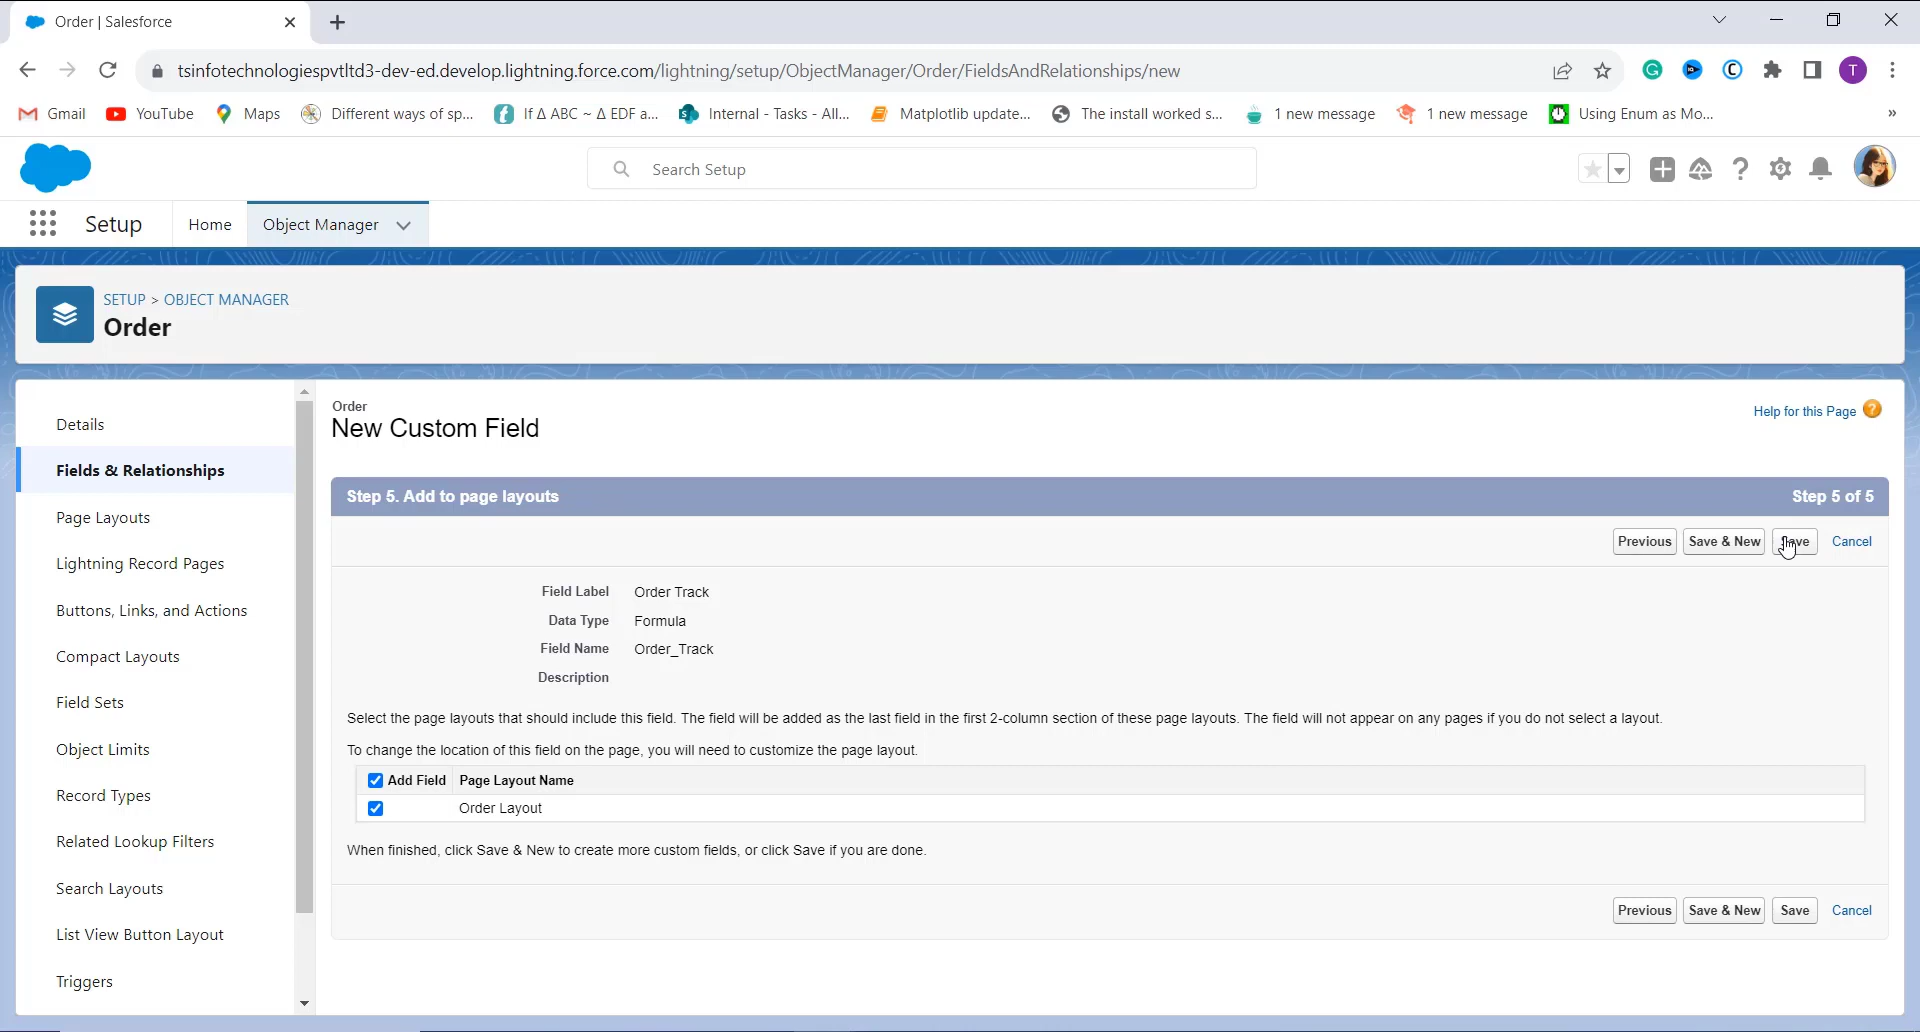 Order | Salesforce
tsinfotechnologiespvtltd3-dev-ed.develop.lightning.force.com/lightning/setup/ObjectManager/Order/FieldsAndRelationships/new
T
Gmail
YouTube
Maps
Different ways of sp...
If Δ ABC ~ Δ EDF a...
Internal - Tasks - All...
Matplotlib update...
The install worked s...
1 new message
1 new message
Using Enum as Mo...
»
Search Setup
Setup
Home
Object Manager
SETUP > OBJECT MANAGER
Order
Details
Fields & Relationships
Page Layouts
Lightning Record Pages
Buttons, Links, and Actions
Compact Layouts
Field Sets
Object Limits
Record Types
Related Lookup Filters
Search Layouts
List View Button Layout
Triggers
Order
New Custom Field
Help for this Page ?
Step 5. Add to page layouts
Step 5 of 5
Previous
Save & New
Save
Cancel
Field Label Order Track
Data Type Formula
Field Name Order_Track
Description
Select the page layouts that should include this field. The field will be added as the last field in the first 2-column section of these page layouts. The field will not appear on any pages if you do not select a layout.
To change the location of this field on the page, you will need to customize the page layout.
Add Field Page Layout Name
Order Layout
When finished, click Save & New to create more custom fields, or click Save if you are done.
Previous
Save & New
Save
Cancel